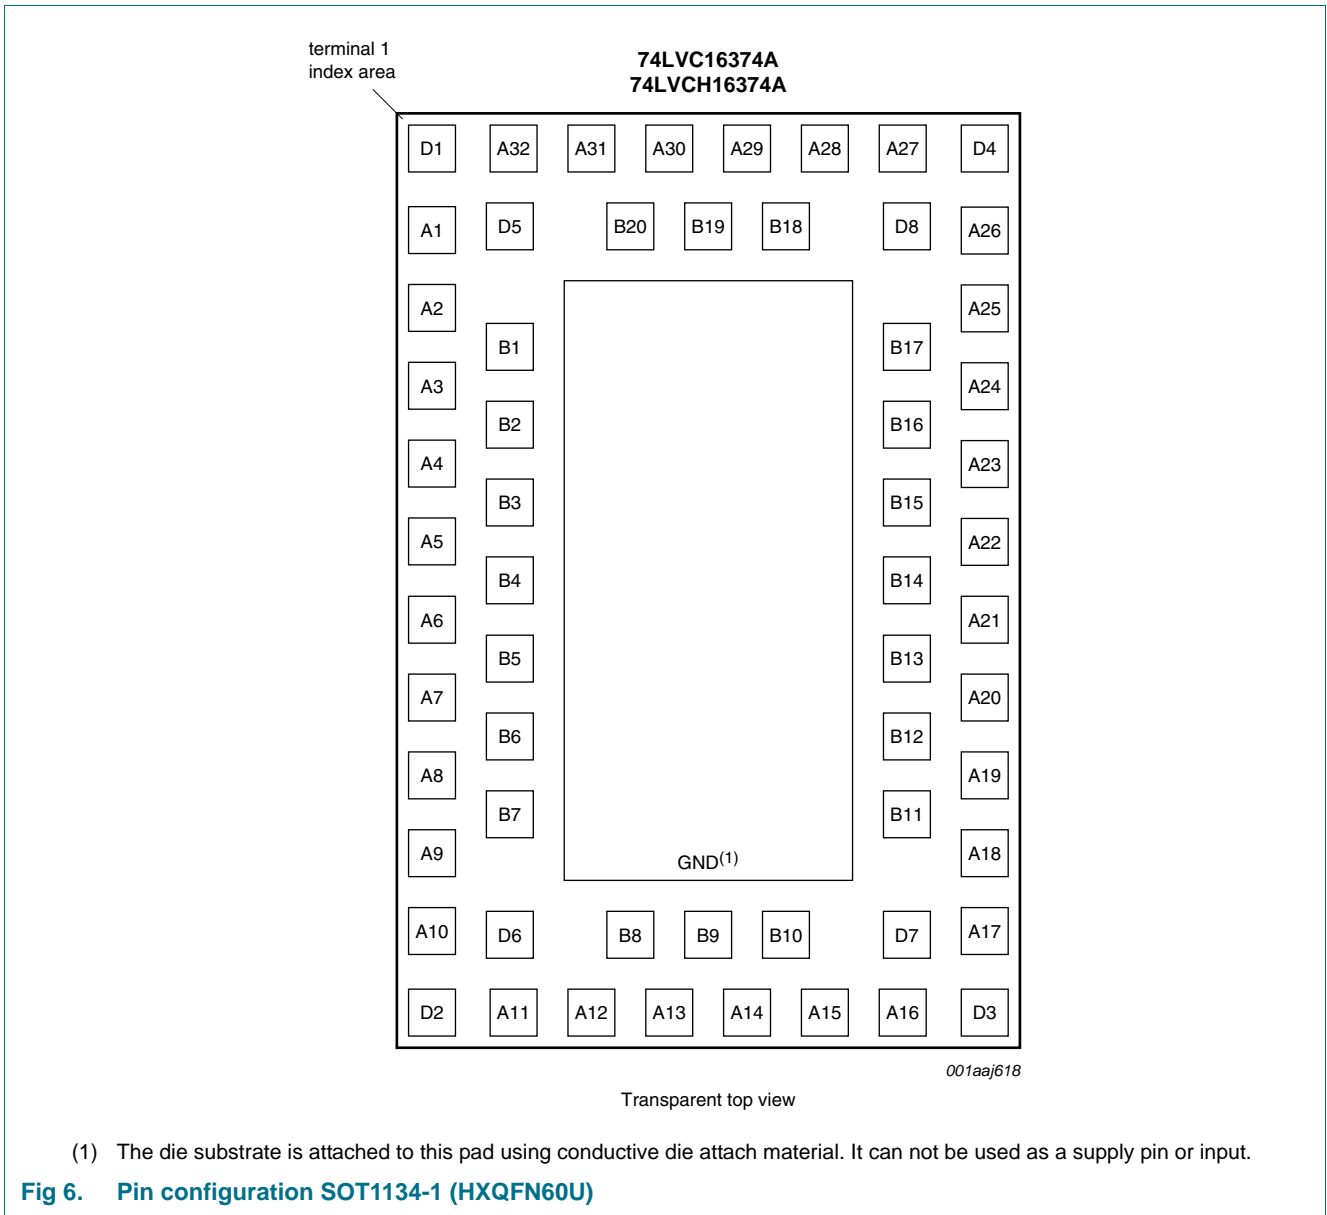 terminal 1
index area
74LVC16374A
74LVCH16374A
D1 A32 A31 A30 A29 A28 A27 D4
A1 D5 B20 B19 B18 D8 A26
A2 A25
B1 B17
A3 A24
B2 B16
A4 A23
B3 B15
A5 A22
B4 B14
A6 A21
B5 B13
A7 A20
B6 B12
A8 A19
B7 B11
A9 A18
GND(1)
A10 D6 B8 B9 B10 D7 A17
D2 A11 A12 A13 A14 A15 A16 D3
001aaj618
Transparent top view
(1) The die substrate is attached to this pad using conductive die attach material. It can not be used as a supply pin or input.
Fig 6. Pin configuration SOT1134-1 (HXQFN60U)